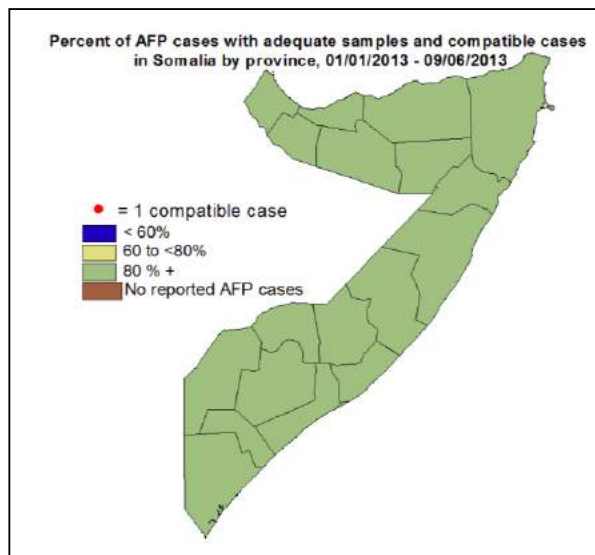 Percent of AFP cases with adequate samples and compatible cases
in Somalia by province, 01/01/2013 - 09/06/2013
= 1 compatible case
< 60%
60 to <80%
80 % +
No reported AFP cases